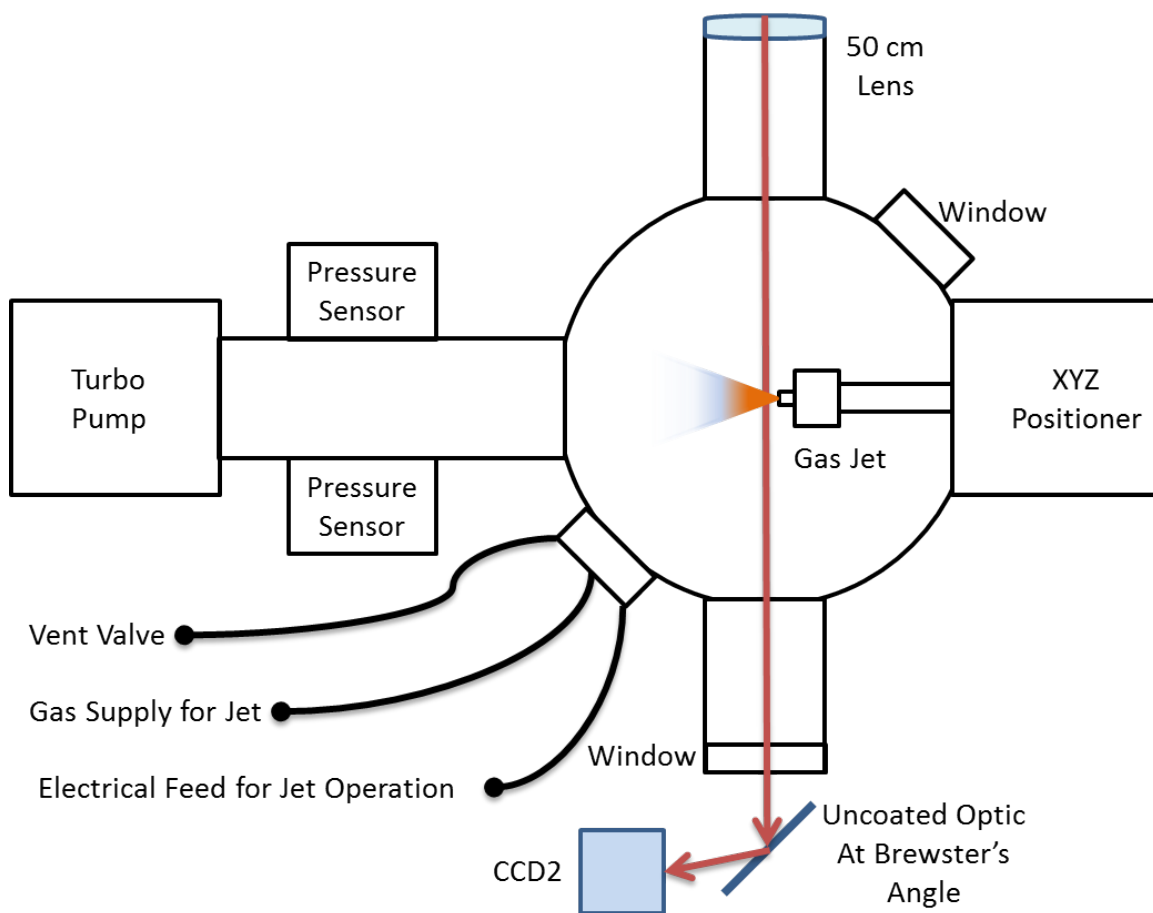 50 cm
Lens
Window
Pressure
Sensor
Turbo
Pump
XYZ
Positioner
Gas Jet
Pressure
Sensor
Vent Valve
Gas Supply for Jet
Window
Electrical Feed for Jet Operation
Uncoated Optic
At Brewster’s
Angle
CCD2